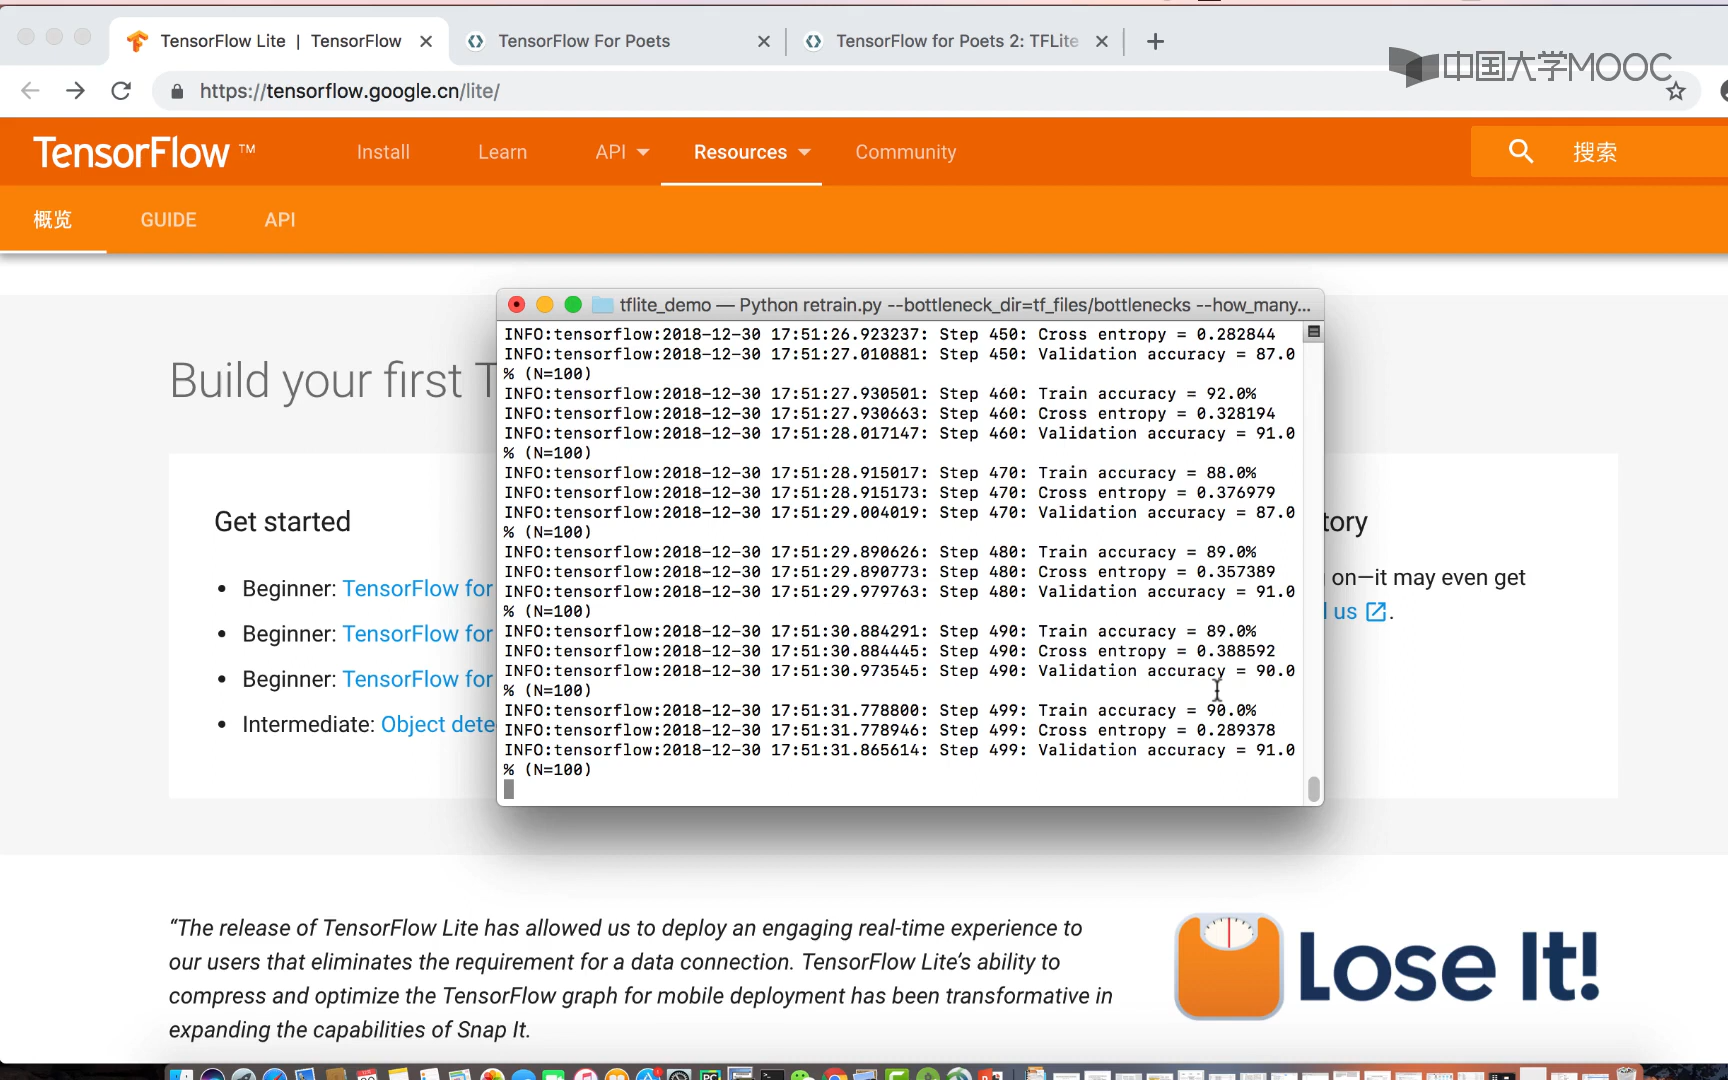 TensorFlow Lite | TensorFlow
TensorFlow For Poets
TensorFlow for Poets 2: TFLite
中国大学MOOC
https://tensorflow.google.cn/lite/
TensorFlow ™
Install
Learn
API
Resources
Community
搜索
概览
GUIDE
API
tflite_demo — Python retrain.py --bottleneck_dir=tf_files/bottlenecks --how_many...
INFO:tensorflow:2018-12-30 17:51:26.923237: Step 450: Cross entropy = 0.282844
INFO:tensorflow:2018-12-30 17:51:27.010881: Step 450: Validation accuracy = 87.0
% (N=100)
INFO:tensorflow:2018-12-30 17:51:27.930501: Step 460: Train accuracy = 92.0%
INFO:tensorflow:2018-12-30 17:51:27.930663: Step 460: Cross entropy = 0.328194
INFO:tensorflow:2018-12-30 17:51:28.017147: Step 460: Validation accuracy = 91.0
% (N=100)
INFO:tensorflow:2018-12-30 17:51:28.915017: Step 470: Train accuracy = 88.0%
INFO:tensorflow:2018-12-30 17:51:28.915173: Step 470: Cross entropy = 0.376979
INFO:tensorflow:2018-12-30 17:51:29.004019: Step 470: Validation accuracy = 87.0
% (N=100)
INFO:tensorflow:2018-12-30 17:51:29.890626: Step 480: Train accuracy = 89.0%
INFO:tensorflow:2018-12-30 17:51:29.890773: Step 480: Cross entropy = 0.357389
INFO:tensorflow:2018-12-30 17:51:29.979763: Step 480: Validation accuracy = 91.0
% (N=100)
INFO:tensorflow:2018-12-30 17:51:30.884291: Step 490: Train accuracy = 89.0%
INFO:tensorflow:2018-12-30 17:51:30.884445: Step 490: Cross entropy = 0.388592
INFO:tensorflow:2018-12-30 17:51:30.973545: Step 490: Validation accuracy = 90.0
% (N=100)
INFO:tensorflow:2018-12-30 17:51:31.778800: Step 499: Train accuracy = 90.0%
INFO:tensorflow:2018-12-30 17:51:31.778946: Step 499: Cross entropy = 0.289378
INFO:tensorflow:2018-12-30 17:51:31.865614: Step 499: Validation accuracy = 91.0
% (N=100)
Build your first T
Get started
• Beginner: TensorFlow for
• Beginner: TensorFlow for
• Beginner: TensorFlow for
• Intermediate: Object dete
tory
on—it may even get
us .
“The release of TensorFlow Lite has allowed us to deploy an engaging real-time experience to
our users that eliminates the requirement for a data connection. TensorFlow Lite’s ability to
compress and optimize the TensorFlow graph for mobile deployment has been transformative in
expanding the capabilities of Snap It.
Lose It!